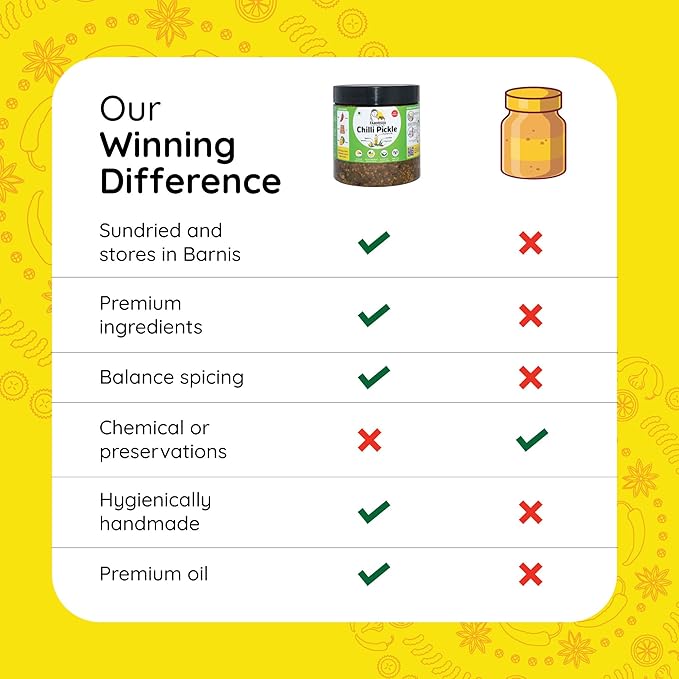 Our
Winning
Difference
Chilli Pickle
Sundried and
stores in Barnis
Premium
ingredients
Balance spicing
Chemical or
preservations
Hygienically
handmade
Premium oil